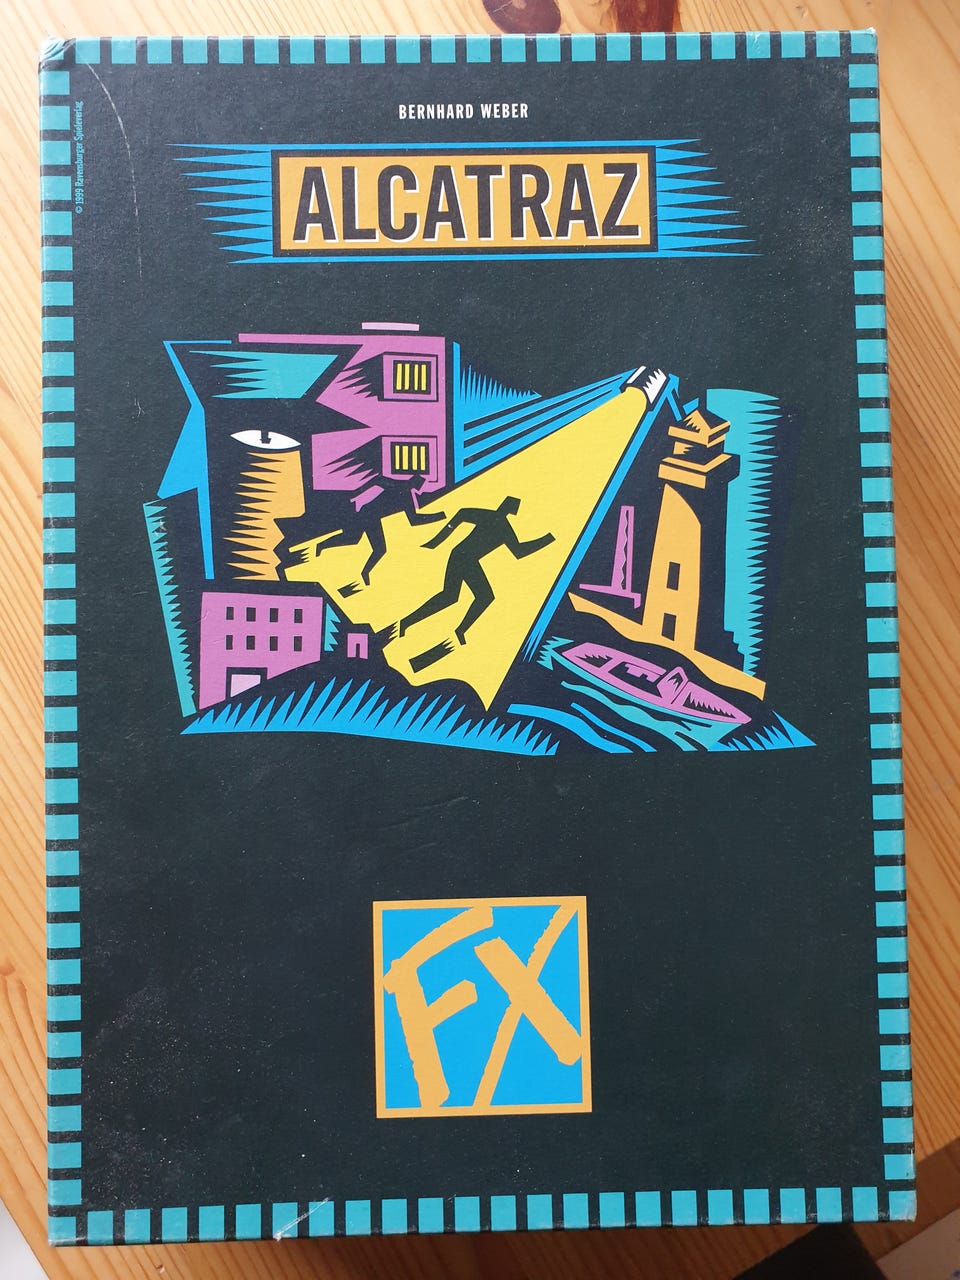 BERNHARD WEBER
ALCATRAZ
© 1999 Ravensburger Spieleverlag
FX